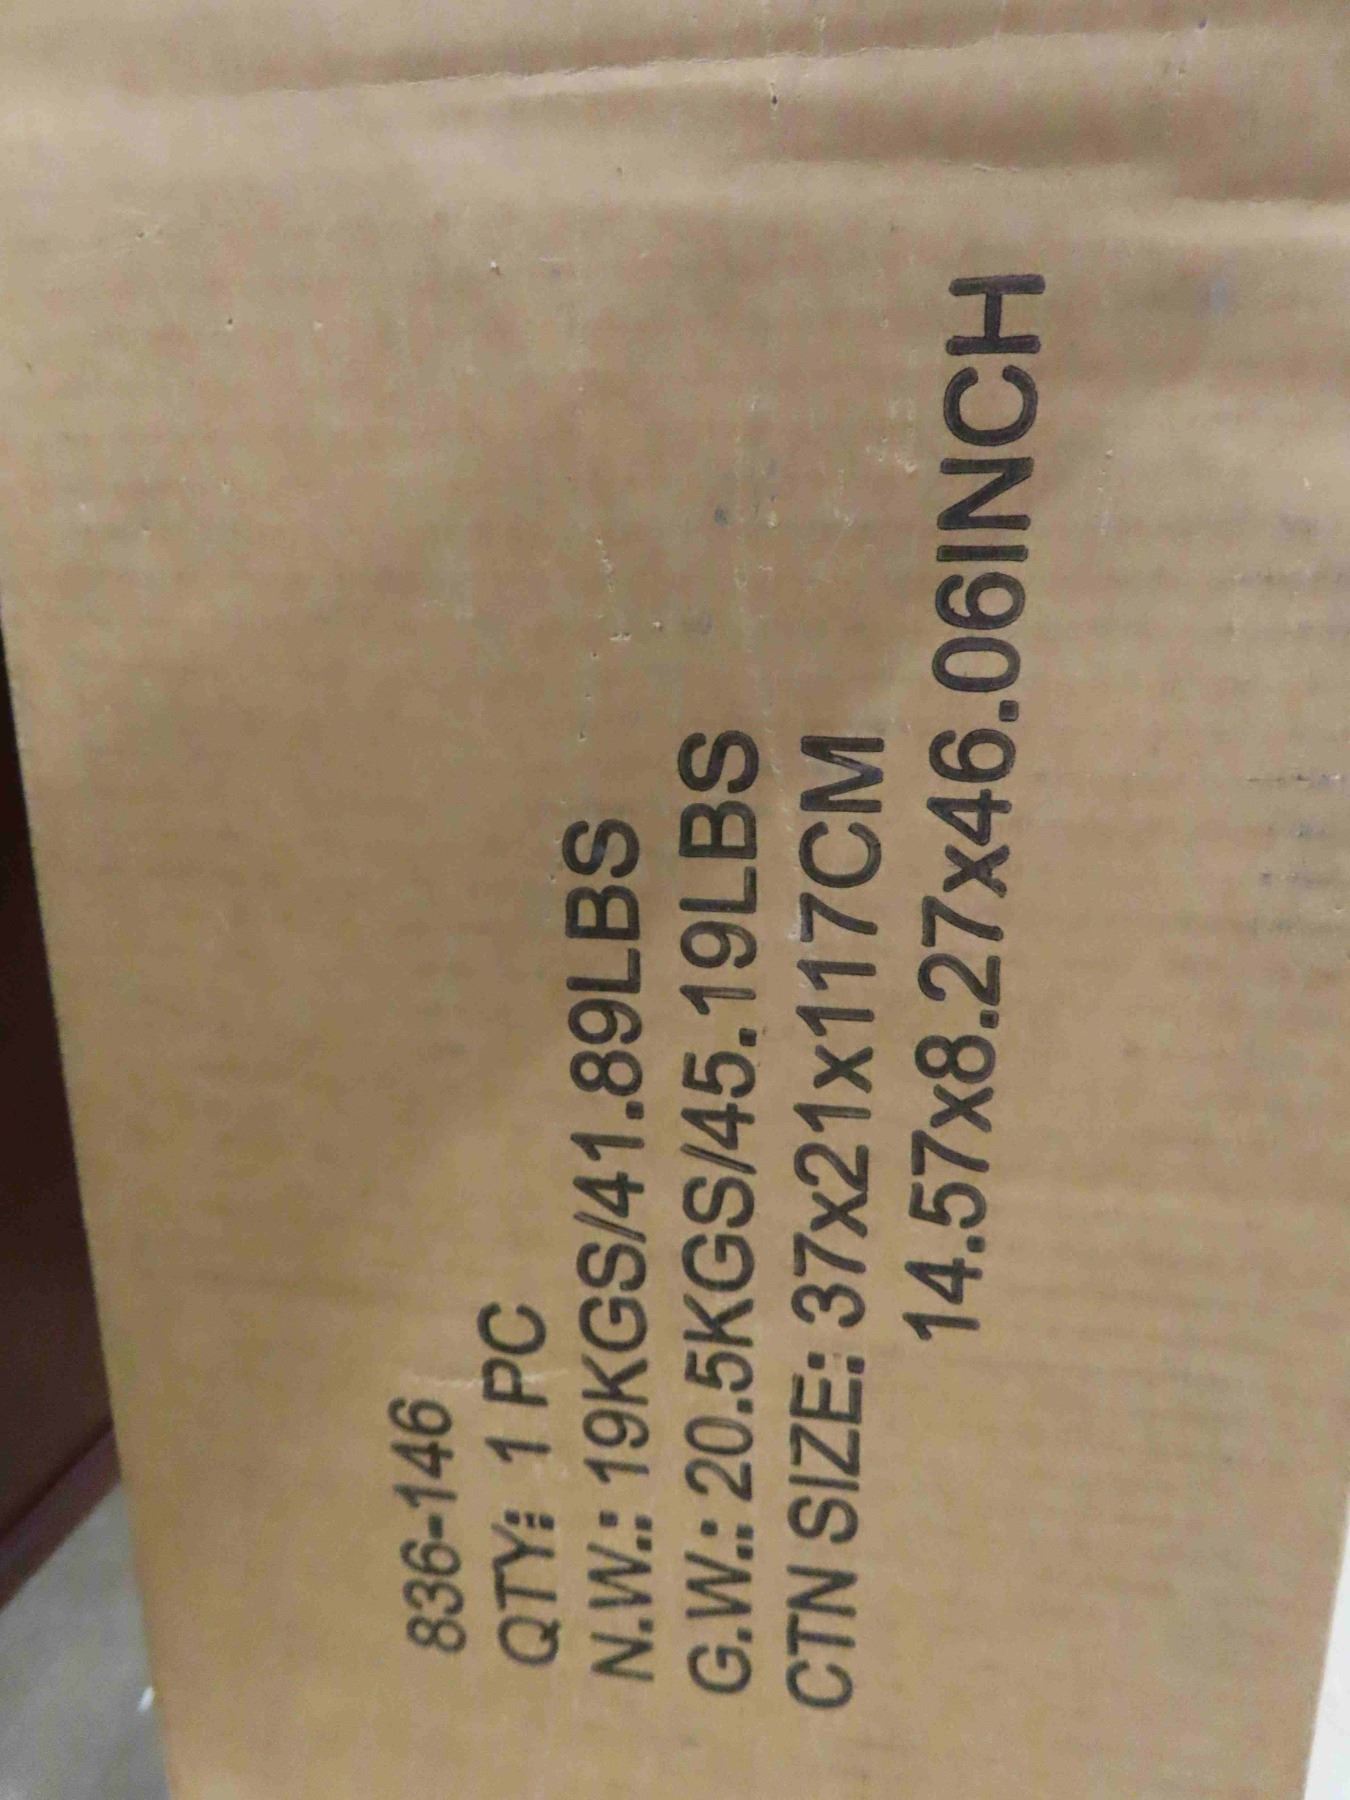 836-146
QTY: 1 PC
N.W.: 19KGS/41.89LBS
G.W.: 20.5KGS/45.19LBS
CTN SIZE: 37x21x117CM
14.57x8.27x46.06INCH